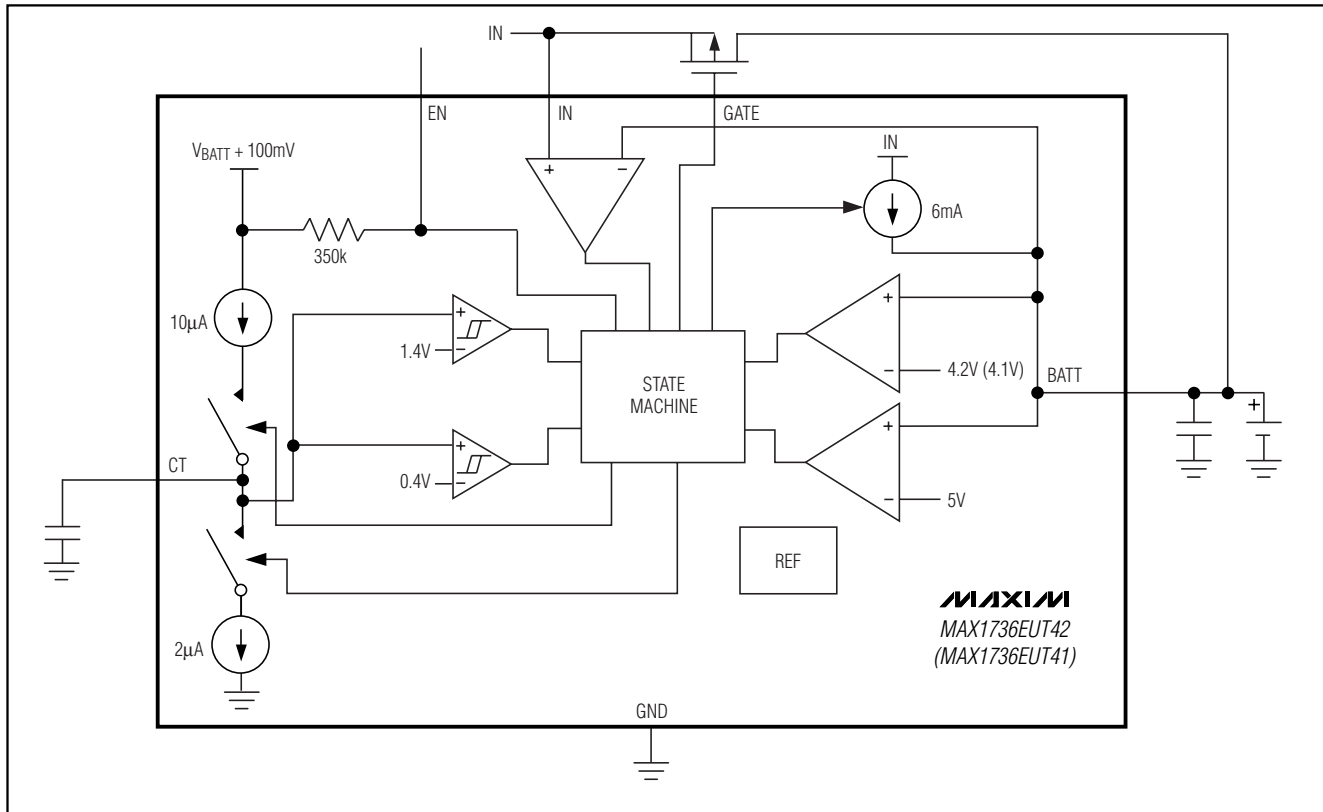 IN
EN
IN
GATE
VBATT + 100mV
IN
6mA
350k
10μA
+
−
+
−
1.4V
+
−
4.2V (4.1V)
BATT
STATE
MACHINE
+
CT
+
−
0.4V
+
−
5V
REF
MAXIM
MAX1736EUT42
(MAX1736EUT41)
2μA
GND